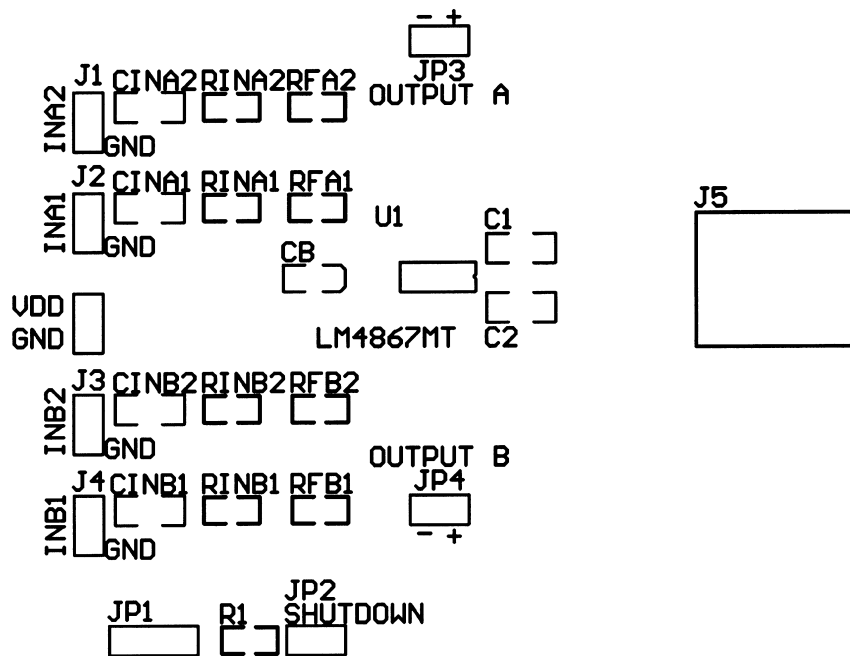 - +
JP3
OUTPUT A
J1 CINA2 RINA2 RFA2
INA2
GND
J2 CINA1 RINA1 RFA1
INA1
GND
U1
CB
C1
J5
VDD
GND
LM4867MT
C2
J3 CINB2 RINB2 RFB2
INB2
GND
OUTPUT B
JP4
- +
J4 CINB1 RINB1 RFB1
INB1
GND
JP1
R1
JP2
SHUTDOWN